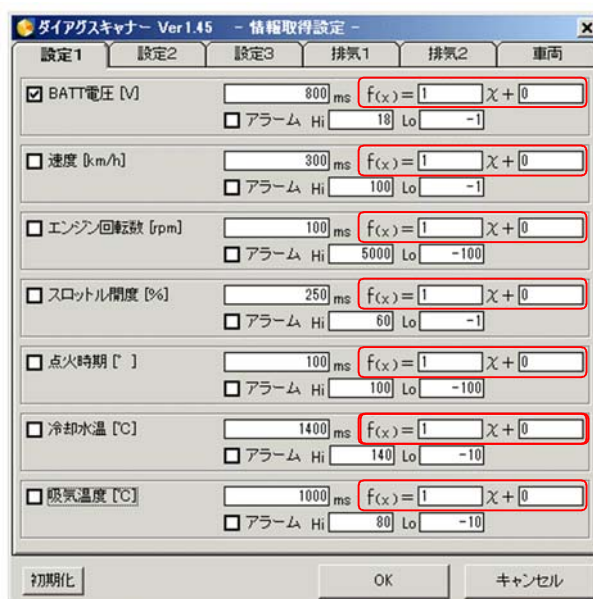 ダイアグスキャナー Ver1.45 - 情報取得設定 -
設定1 設定2 設定3 排気1 排気2 車両
BATT電圧 [V] 800 ms f(x)=1 χ+0
アラーム Hi 18 Lo -1
速度 [km/h] 300 ms f(x)=1 χ+0
アラーム Hi 100 Lo -1
エンジン回転数 [rpm] 100 ms f(x)=1 χ+0
アラーム Hi 5000 Lo -100
スロットル開度 [%] 250 ms f(x)=1 χ+0
アラーム Hi 60 Lo -1
点火時期 [ﾟ ] 100 ms f(x)=1 χ+0
アラーム Hi 100 Lo -100
冷却水温 [℃] 1400 ms f(x)=1 χ+0
アラーム Hi 140 Lo -10
吸気温度 [℃] 1000 ms f(x)=1 χ+0
アラーム Hi 80 Lo -10
初期化 OK キャンセル